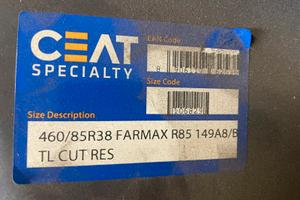 CEAT
SPECIALTY
EAN Code
Size Code
Size Description
460/85R38 FARMAX R85 149A8/B
TL CUT RES